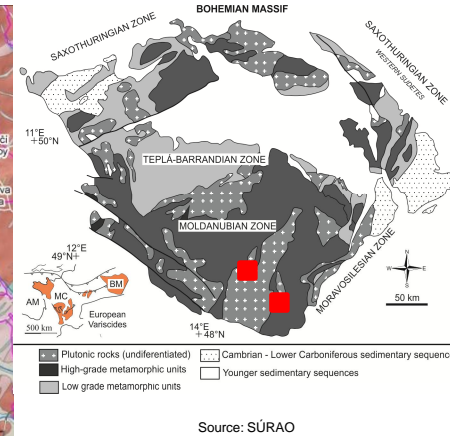 BOHEMIAN MASSIF
SAXOTHURINGIAN ZONE
SAXOTHURINGIAN ZONE
WESTERN SUDETES
11°E
+50°N
TEPLÁ-BARRANDIAN ZONE
MOLDANUBIAN ZONE
MORAVOSILESIAN ZONE
12°E
49°N+
BM
MC
AM
European
Variscides
500 km
14°E
+48°N
N
W
E
S
50 km
Plutonic rocks (undifferentiated)
High-grade metamorphic units
Low grade metamorphic units
Cambrian - Lower Carboniferous sedimentary sequenc
Younger sedimentary sequences
Source: SÚRAO